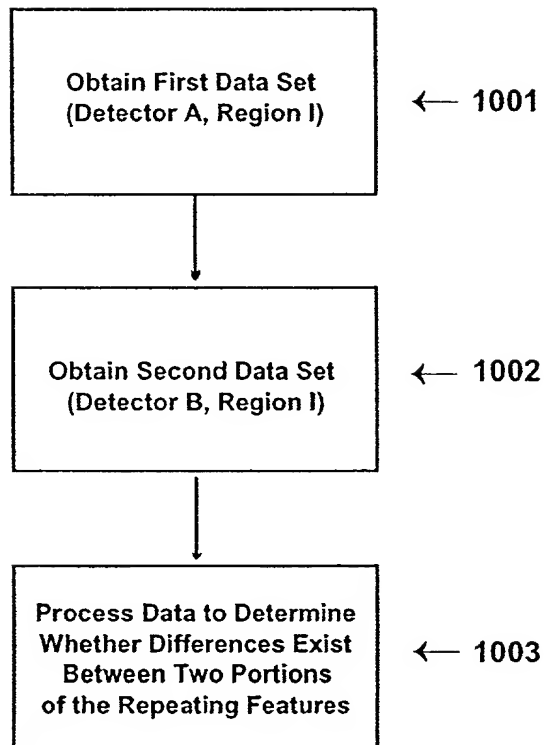 Obtain First Data Set
(Detector A, Region I)
← 1001
Obtain Second Data Set
(Detector B, Region I)
← 1002
Process Data to Determine
Whether Differences Exist
Between Two Portions
of the Repeating Features
← 1003